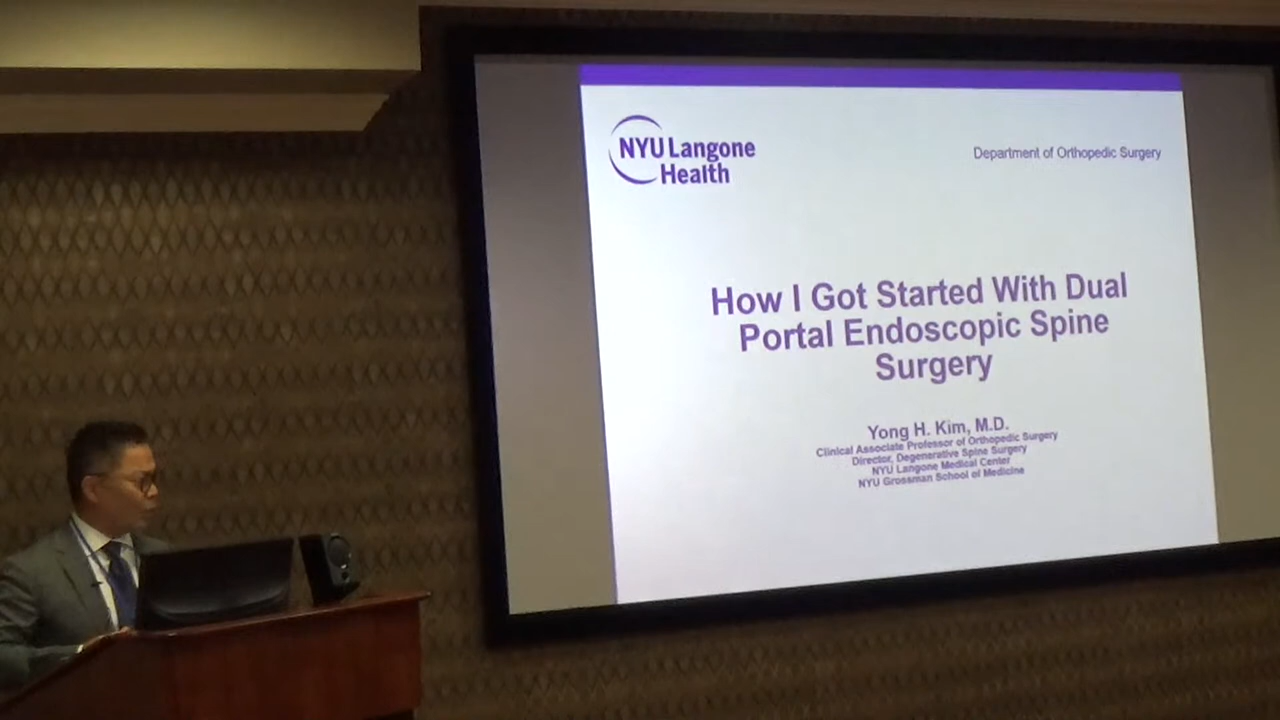 NYU Langone
Health
Department of Orthopedic Surgery
How I Got Started With Dual
Portal Endoscopic Spine
Surgery
Yong H. Kim, M.D.
Clinical Associate Professor of Orthopedic Surgery
Director, Degenerative Spine Surgery
NYU Langone Medical Center
NYU Grossman School of Medicine